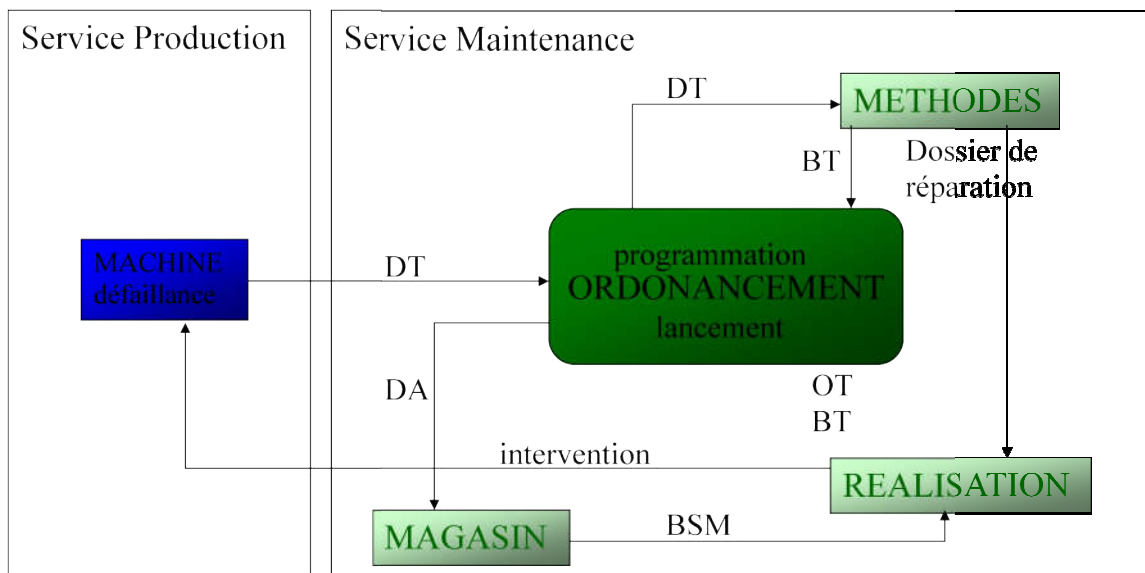 Service Production
Service Maintenance
DT
METHODES
BT
Dossier de
réparation
MACHINE
défaillance
DT
programmation
ORDONANCEMENT
lancement
DA
OT
BT
intervention
REALISATION
MAGASIN
BSM